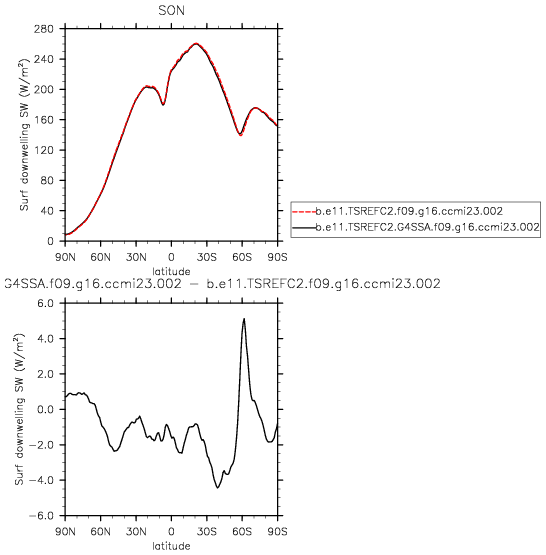 SON
280
240
200
160
120
80
40
0
Surf downwelling SW (W/m²)
90N 60N 30N 0 30S 60S 90S
latitude
b.e11.TSREFC2.f09.g16.ccmi23.002
b.e11.TSREFC2.G4SSA.f09.g16.ccmi23.002
G4SSA.f09.g16.ccmi23.002 − b.e11.TSREFC2.f09.g16.ccmi23.002
6.0
4.0
2.0
0.0
-2.0
-4.0
-6.0
Surf downwelling SW (W/m²)
90N 60N 30N 0 30S 60S 90S
latitude